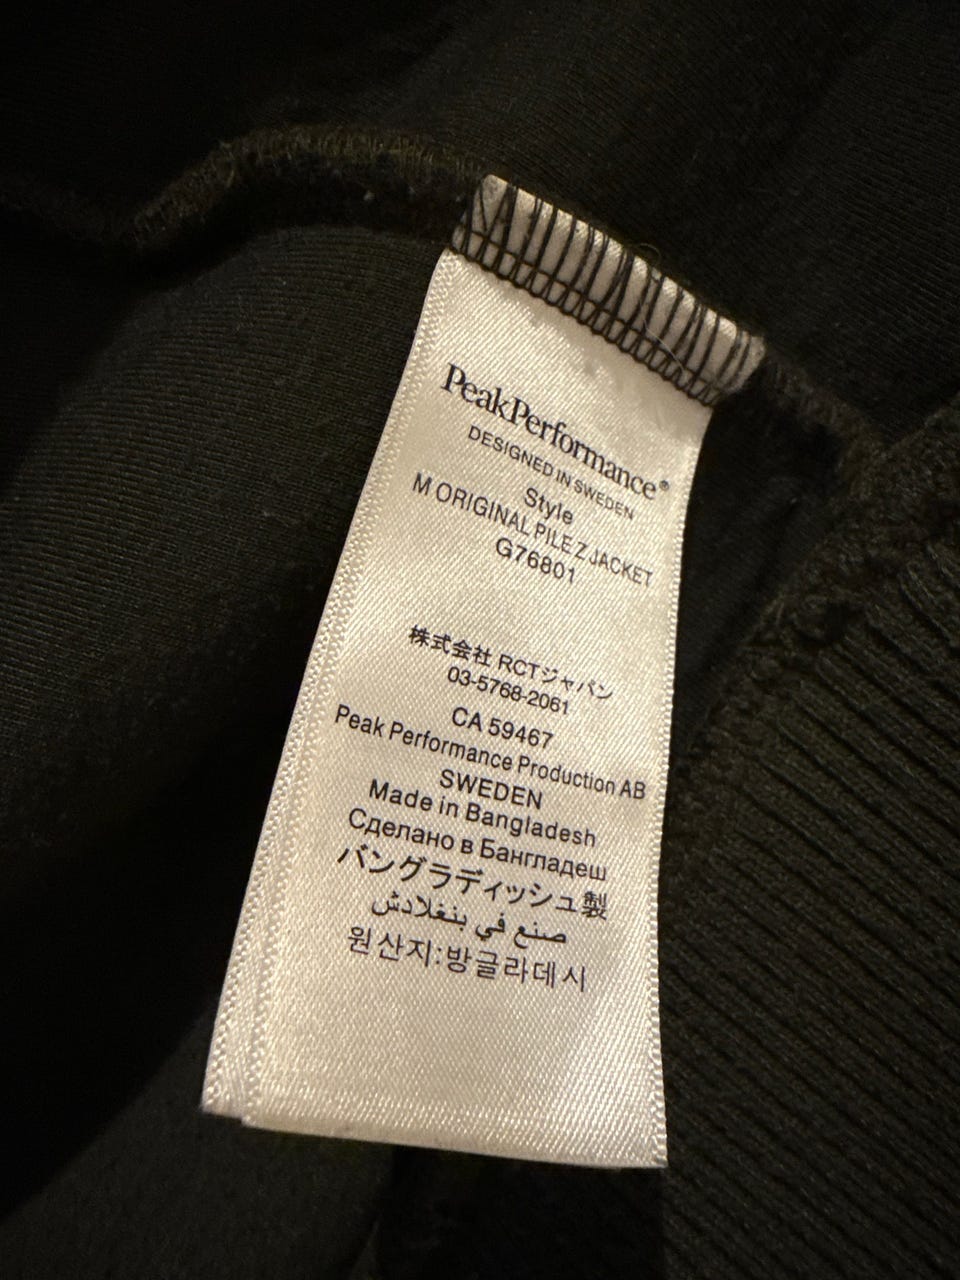 PeakPerformance®
DESIGNED IN SWEDEN
Style
M ORIGINAL PILE Z JACKET
G76801
株式会社 RCTジャパン
03-5768-2061
CA 59467
Peak Performance Production AB
SWEDEN
Made in Bangladesh
Сделано в Бангладеш
バングラディッシュ製
صنع في بنغلادش
원산지:방글라데시